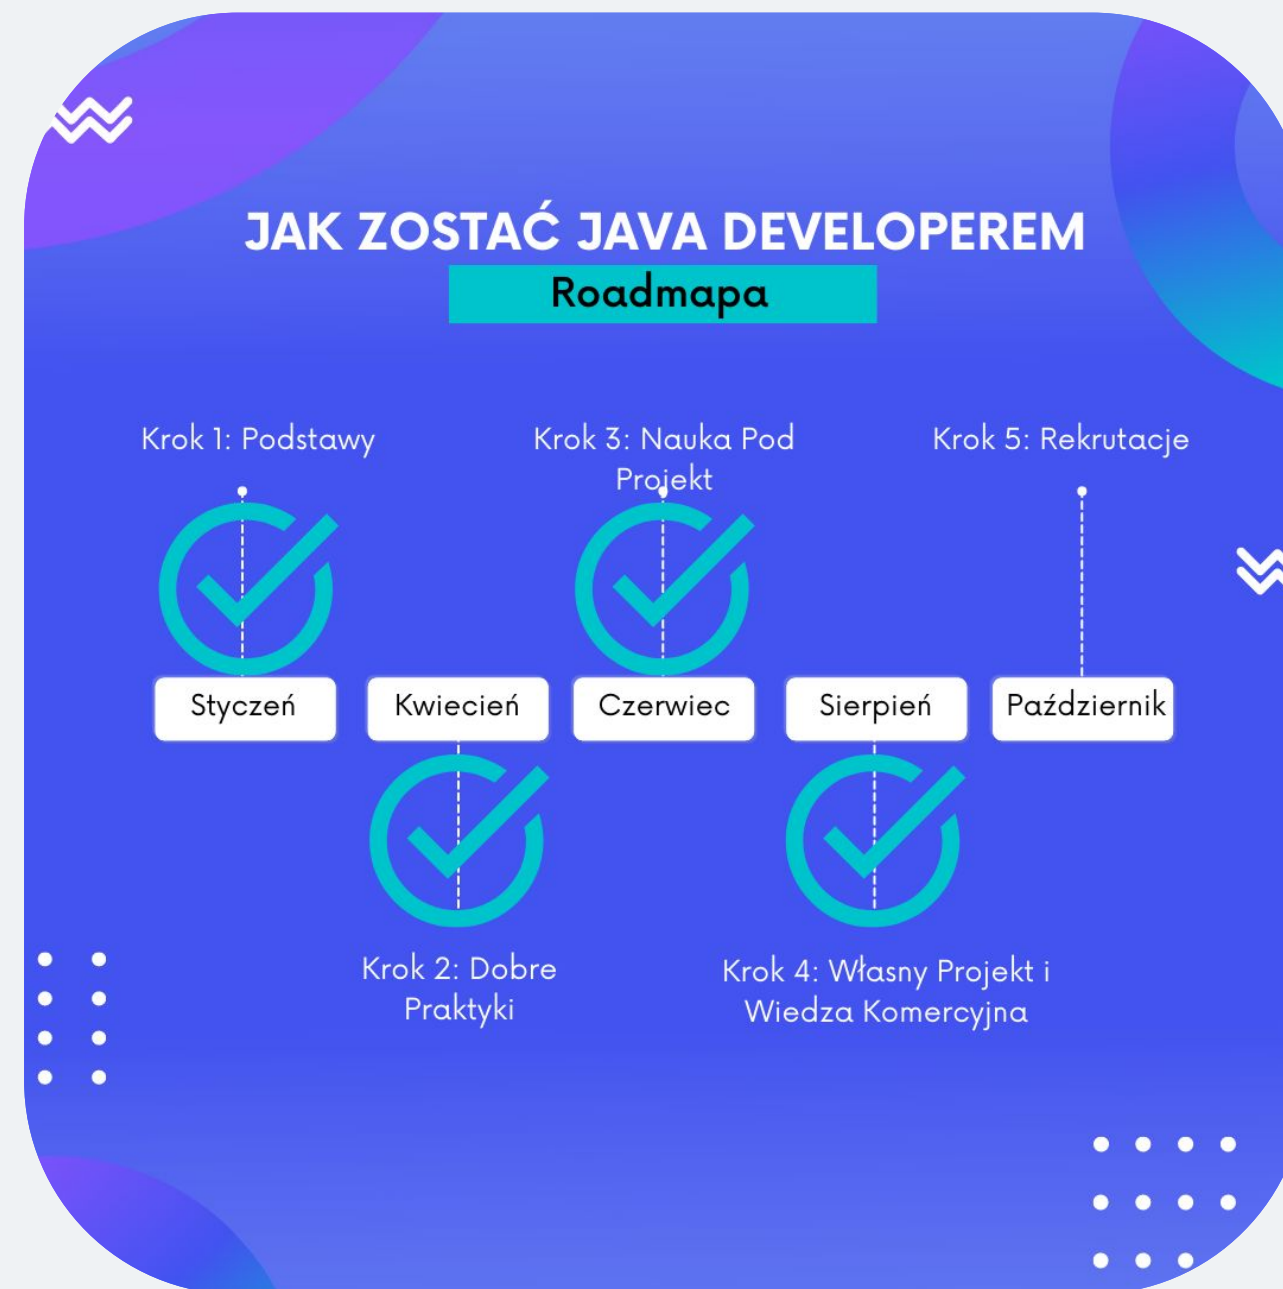 JAK ZOSTAĆ JAVA DEVELOPEREM
Roadmapa
Krok 1: Podstawy
Krok 3: Nauka Pod
Projekt
Krok 5: Rekrutacje
Styczeń
Kwiecień
Czerwiec
Sierpień
Październik
Krok 2: Dobre
Praktyki
Krok 4: Własny Projekt i
Wiedza Komercyjna